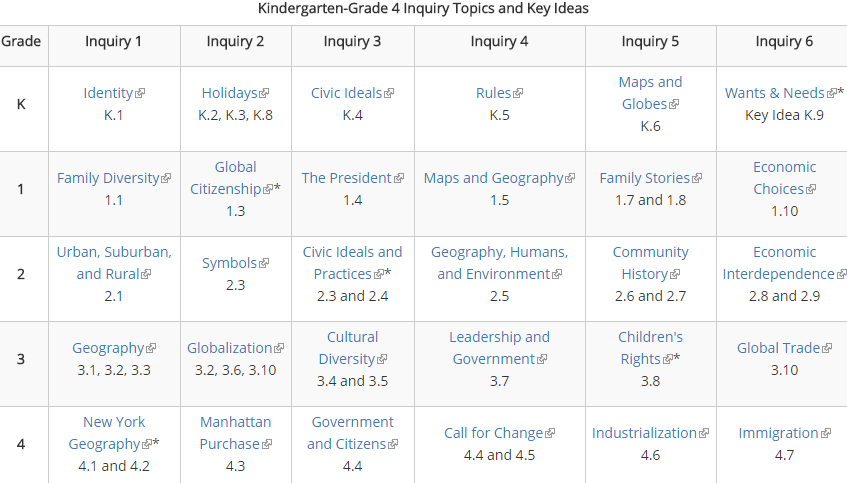 Kindergarten-Grade 4 Inquiry Topics and Key Ideas
Grade Inquiry 1 Inquiry 2 Inquiry 3 Inquiry 4 Inquiry 5 Inquiry 6
K
Identity
K.1
Holidays
K.2, K.3, K.8
Civic Ideals
K.4
Rules
K.5
Maps and
Globes
K.6
Wants & Needs*
Key Idea K.9
1
Family Diversity
1.1
Global
Citizenship*
1.3
The President
1.4
Maps and Geography
1.5
Family Stories
1.7 and 1.8
Economic
Choices
1.10
2
Urban, Suburban,
and Rural
2.1
Symbols
2.3
Civic Ideals and
Practices*
2.3 and 2.4
Geography, Humans,
and Environment
2.5
Community
History
2.6 and 2.7
Economic
Interdependence
2.8 and 2.9
3
Geography
3.1, 3.2, 3.3
Globalization
3.2, 3.6, 3.10
Cultural
Diversity
3.4 and 3.5
Leadership and
Government
3.7
Children's
Rights*
3.8
Global Trade
3.10
4
New York
Geography*
4.1 and 4.2
Manhattan
Purchase
4.3
Government
and Citizens
4.4
Call for Change
4.4 and 4.5
Industrialization
4.6
Immigration
4.7